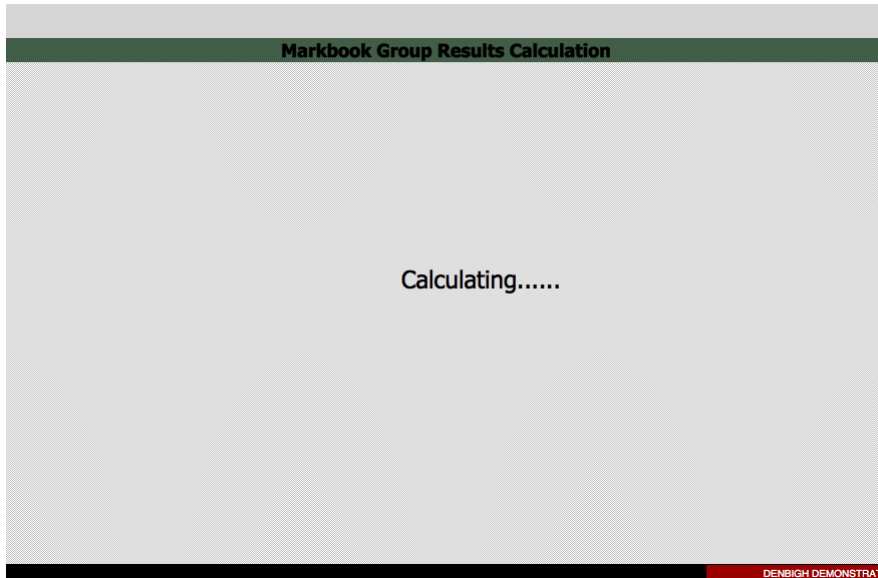 Markbook Group Results Calculation
Calculating......
DENBIGH DEMONSTRAT